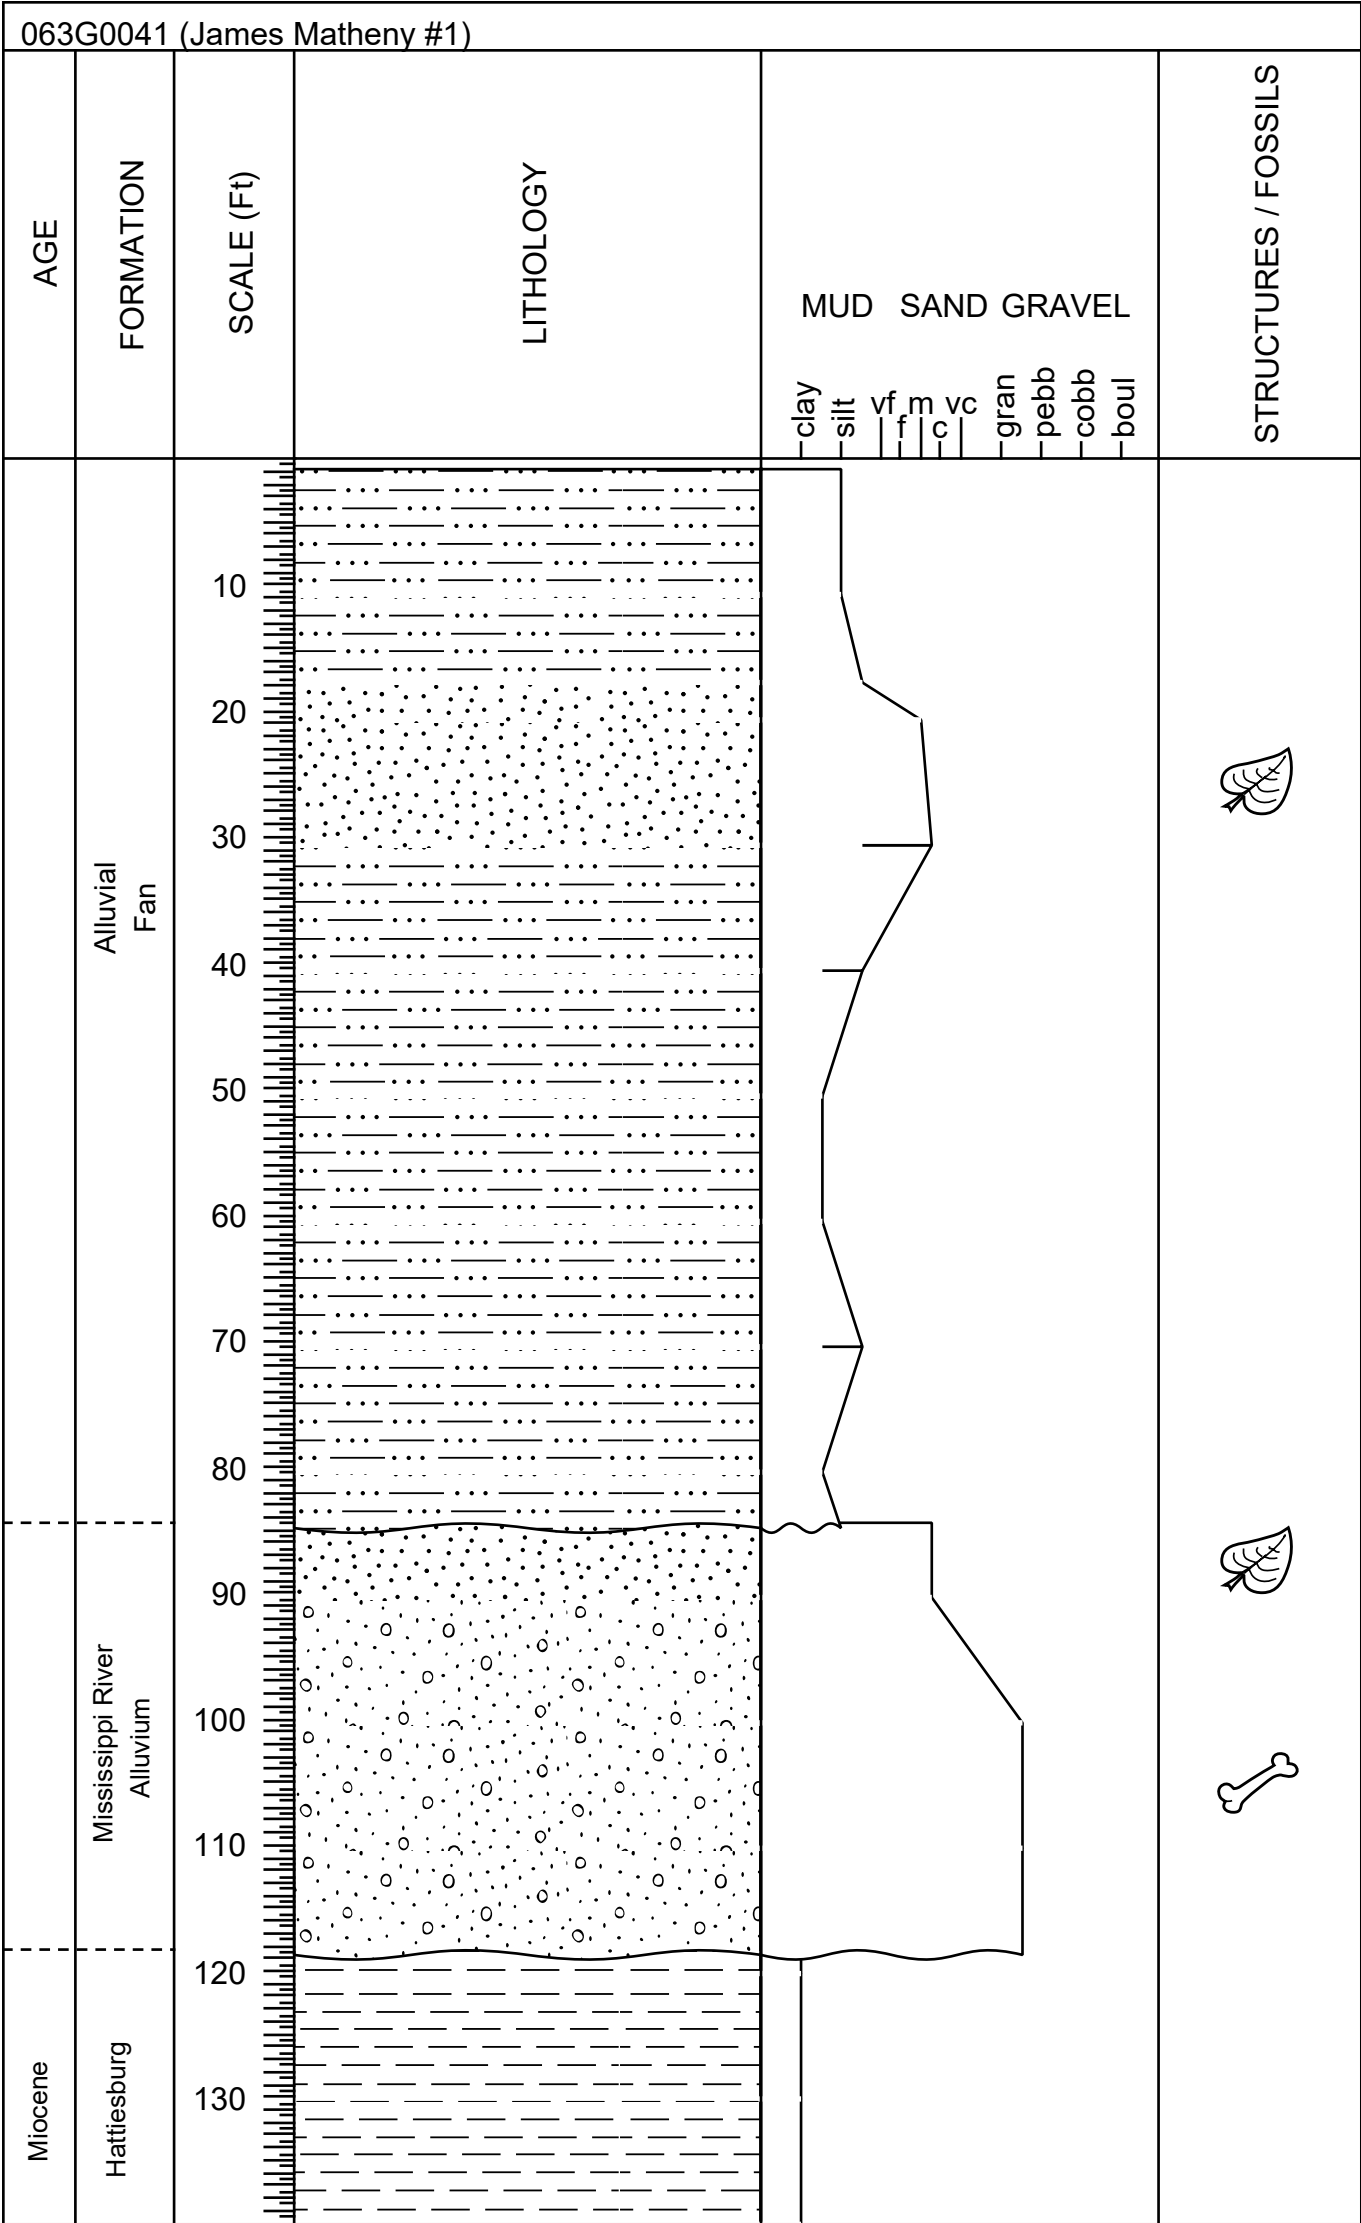 063G0041 (James Matheny #1)
AGE
FORMATION
SCALE (Ft)
LITHOLOGY
MUD SAND GRAVEL
clay
silt
vf
f
m
c
vc
gran
pebb
cobb
boul
STRUCTURES / FOSSILS
10
20
30
Alluvial
Fan
40
50
60
70
80
90
Mississippi River
Alluvium
100
110
120
Miocene
Hattiesburg
130